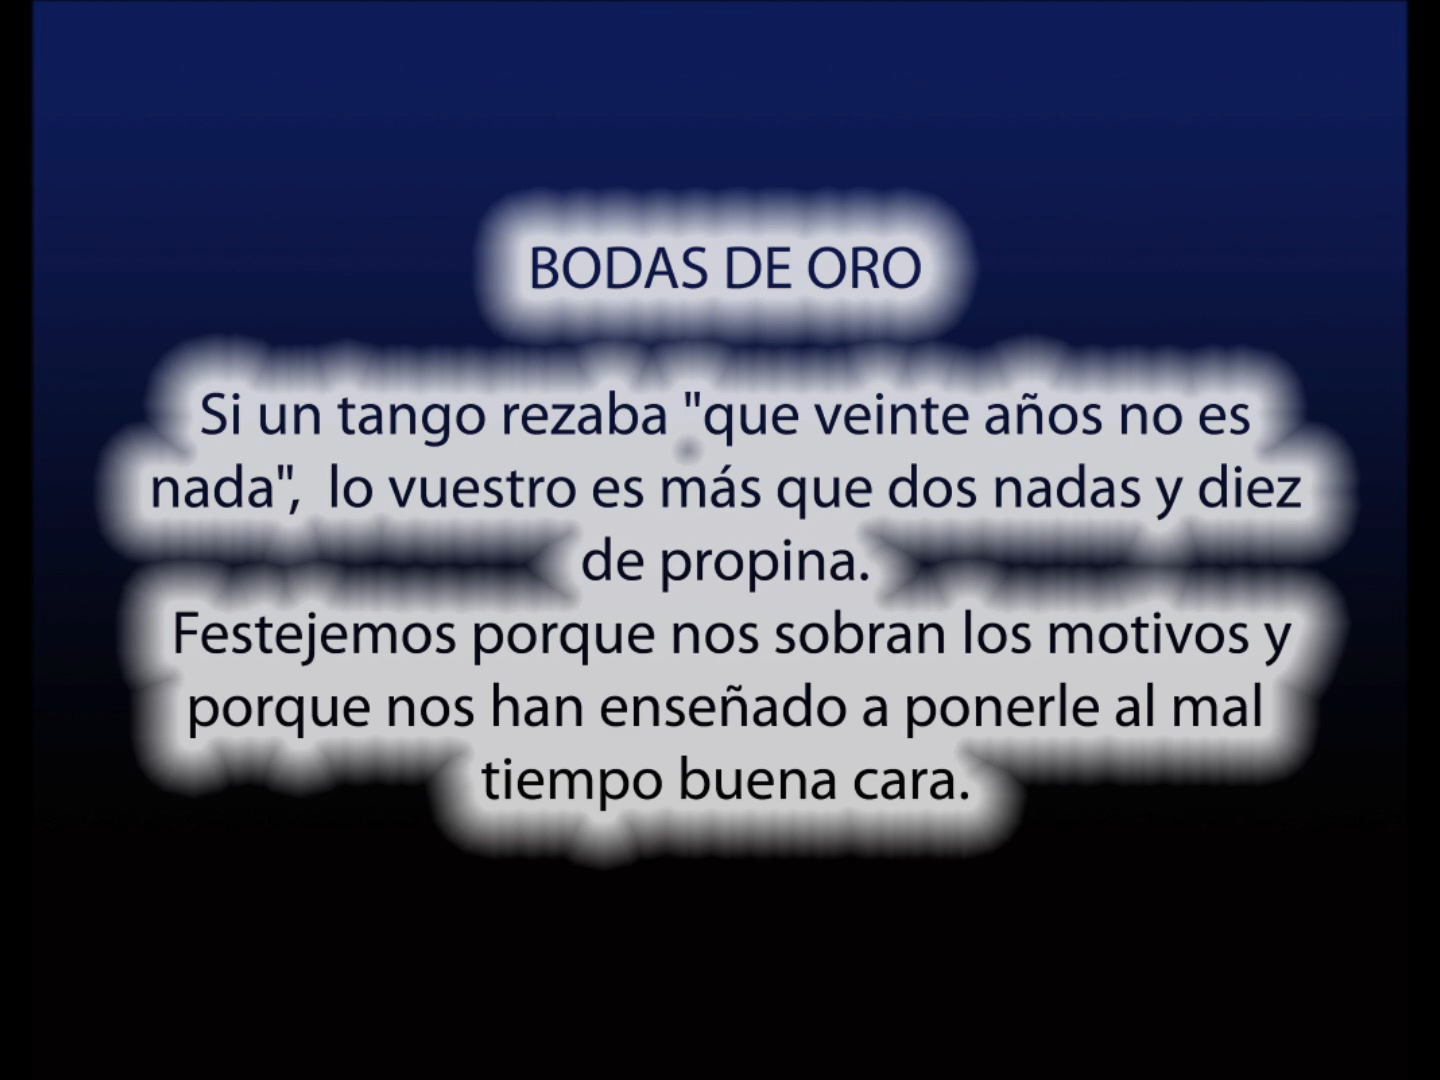 BODAS DE ORO
Si un tango rezaba "que veinte años no es
nada",  lo vuestro es más que dos nadas y diez
de propina.
Festejemos porque nos sobran los motivos y
porque nos han enseñado a ponerle al mal
tiempo buena cara.